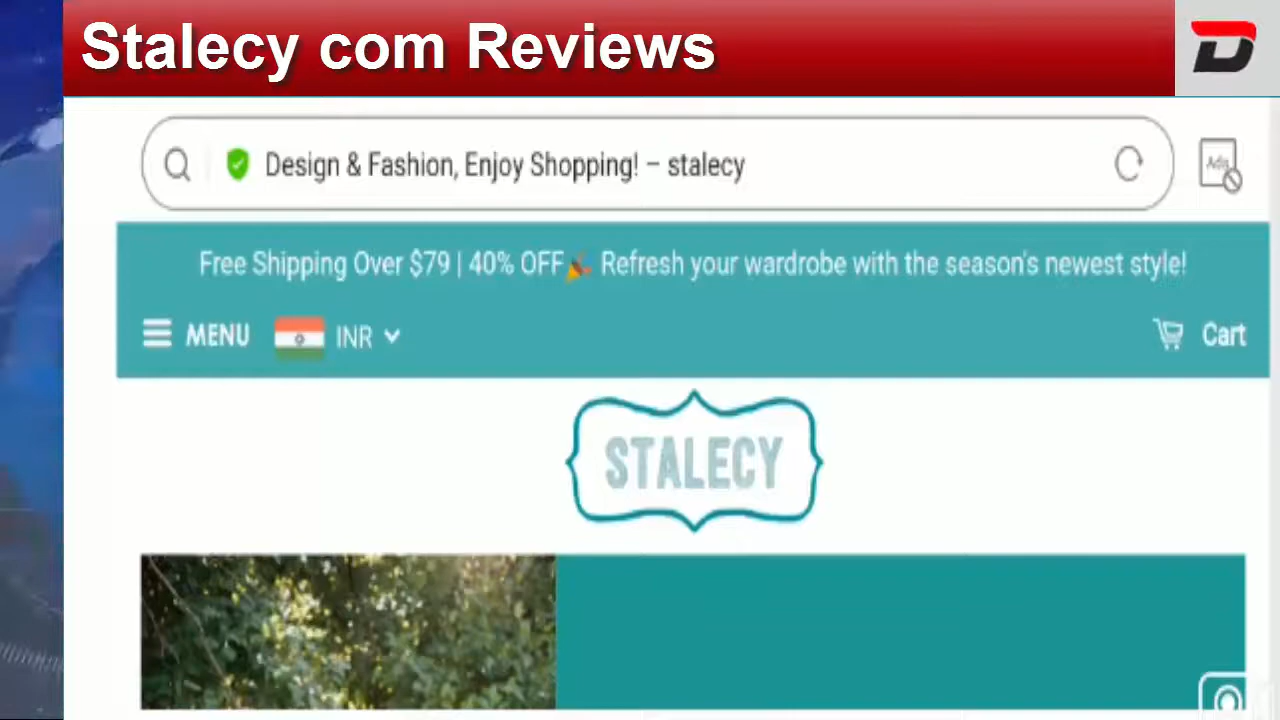 Stalecy com Reviews
Design & Fashion, Enjoy Shopping! – stalecy
Ads
Free Shipping Over $79 | 40% OFF🎉 Refresh your wardrobe with the season's newest style!
MENU INR Cart
STALECY